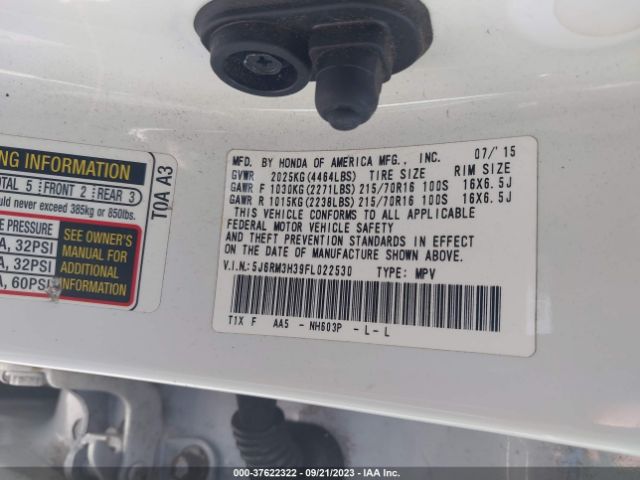 NG INFORMATION
OTAL 5 FRONT 2 REAR 3
uld never exceed 385kg or 850lbs.
E PRESSURE
A, 32PSI
A, 32PSI
A, 60PSI
SEE OWNER'S
MANUAL FOR
ADDITIONAL
INFORMATION
T0A A3
MFD. BY HONDA OF AMERICA MFG., INC. 07/'15
GVWR 2025KG(4464LBS) TIRE SIZE RIM SIZE
GAWR F 1030KG(2271LBS) 215/70R16 100S 16X6.5J
GAWR R 1015KG(2238LBS) 215/70R16 100S 16X6.5J
THIS VEHICLE CONFORMS TO ALL APPLICABLE
FEDERAL MOTOR VEHICLE SAFETY
AND THEFT PREVENTION STANDARDS IN EFFECT
ON THE DATE OF MANUFACTURE SHOWN ABOVE.
V.I.N.: 5J6RM3H39FL022530 TYPE: MPV
T1X F AA5 - NH603P - L - L
000-37622322 - 09/21/2023 - IAA Inc.